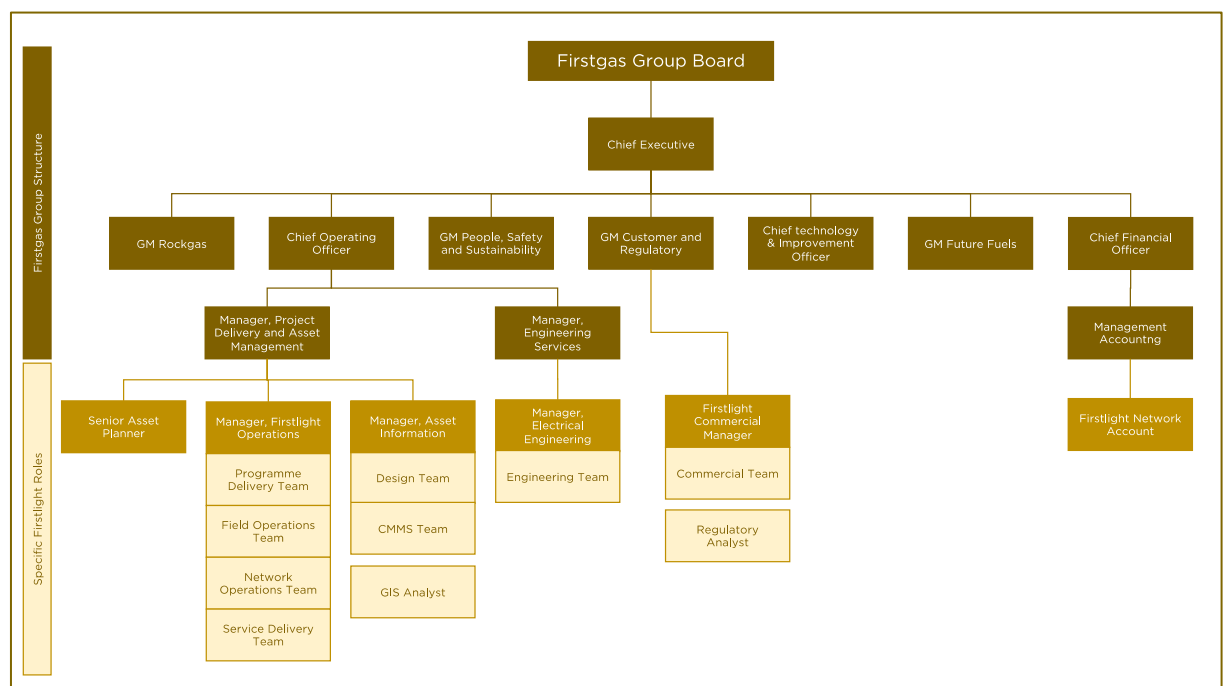 Firstgas Group Structure
Firstgas Group Board
Chief Executive
GM Rockgas
Chief Operating
Officer
GM People, Safety
and Sustainability
GM Customer and
Regulatory
Chief technology
& Improvement
Officer
GM Future Fuels
Chief Financial
Officer
Manager, Project
Delivery and Asset
Management
Manager,
Engineering
Services
Management
Accountng
Specific Firstlight Roles
Senior Asset
Planner
Manager, Firstlight
Operations
Programme
Delivery Team
Field Operations
Team
Network
Operations Team
Service Delivery
Team
Manager, Asset
Information
Design Team
CMMS Team
GIS Analyst
Manager,
Electrical
Engineering
Engineering Team
Firstlight
Commercial
Manager
Commercial Team
Regulatory
Analyst
Firstlight Network
Account